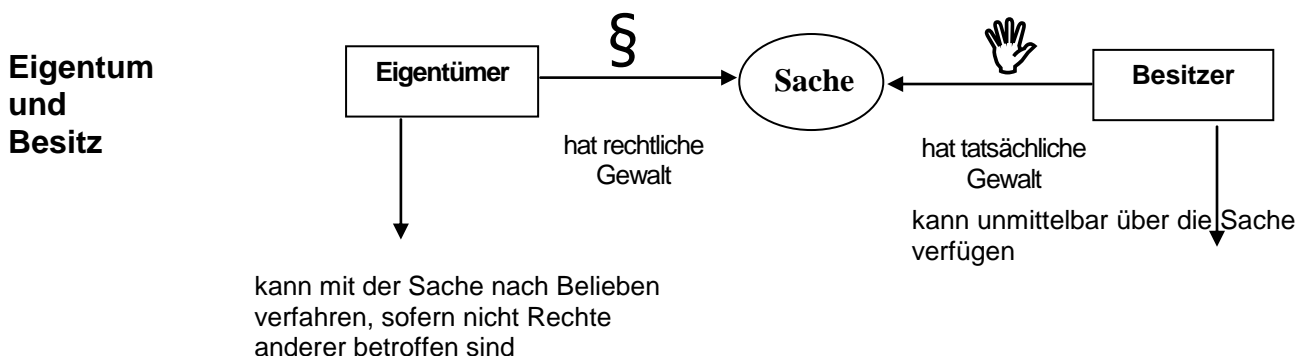 Eigentum
und
Besitz
Eigentümer
§
Sache
Besitzer
hat rechtliche
Gewalt
hat tatsächliche
Gewalt
kann unmittelbar über die Sache
verfügen
kann mit der Sache nach Belieben
verfahren, sofern nicht Rechte
anderer betroffen sind